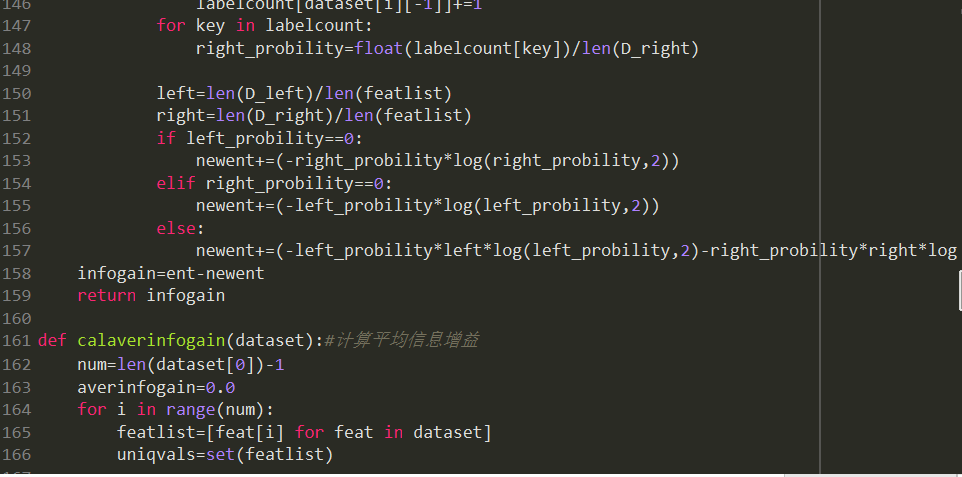 146 labelcount[dataset[i][-1]]+=1
147 for key in labelcount:
148 right_probility=float(labelcount[key])/len(D_right)
149
150 left=len(D_left)/len(featlist)
151 right=len(D_right)/len(featlist)
152 if left_probility==0:
153 newent+=(-right_probility*log(right_probility,2))
154 elif right_probility==0:
155 newent+=(-left_probility*log(left_probility,2))
156 else:
157 newent+=(-left_probility*left*log(left_probility,2)-right_probility*right*log
158 infogain=ent-newent
159 return infogain
160
161 def calaverinfogain(dataset):#计算平均信息增益
162 num=len(dataset[0])-1
163 averinfogain=0.0
164 for i in range(num):
165 featlist=[feat[i] for feat in dataset]
166 uniqvals=set(featlist)